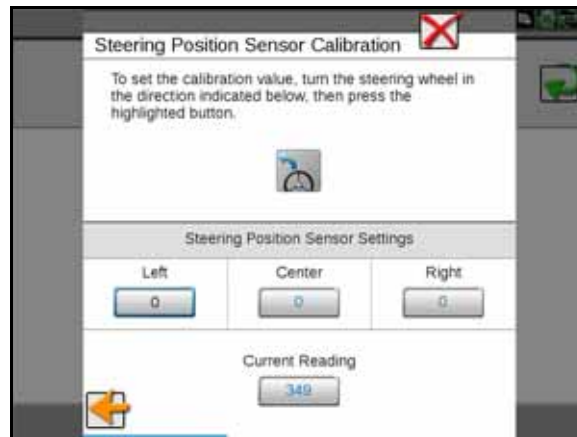 Steering Position Sensor Calibration
To set the calibration value, turn the steering wheel in
the direction indicated below, then press the
highlighted button.
Steering Position Sensor Settings
Left Center Right
0 0 0
Current Reading
349